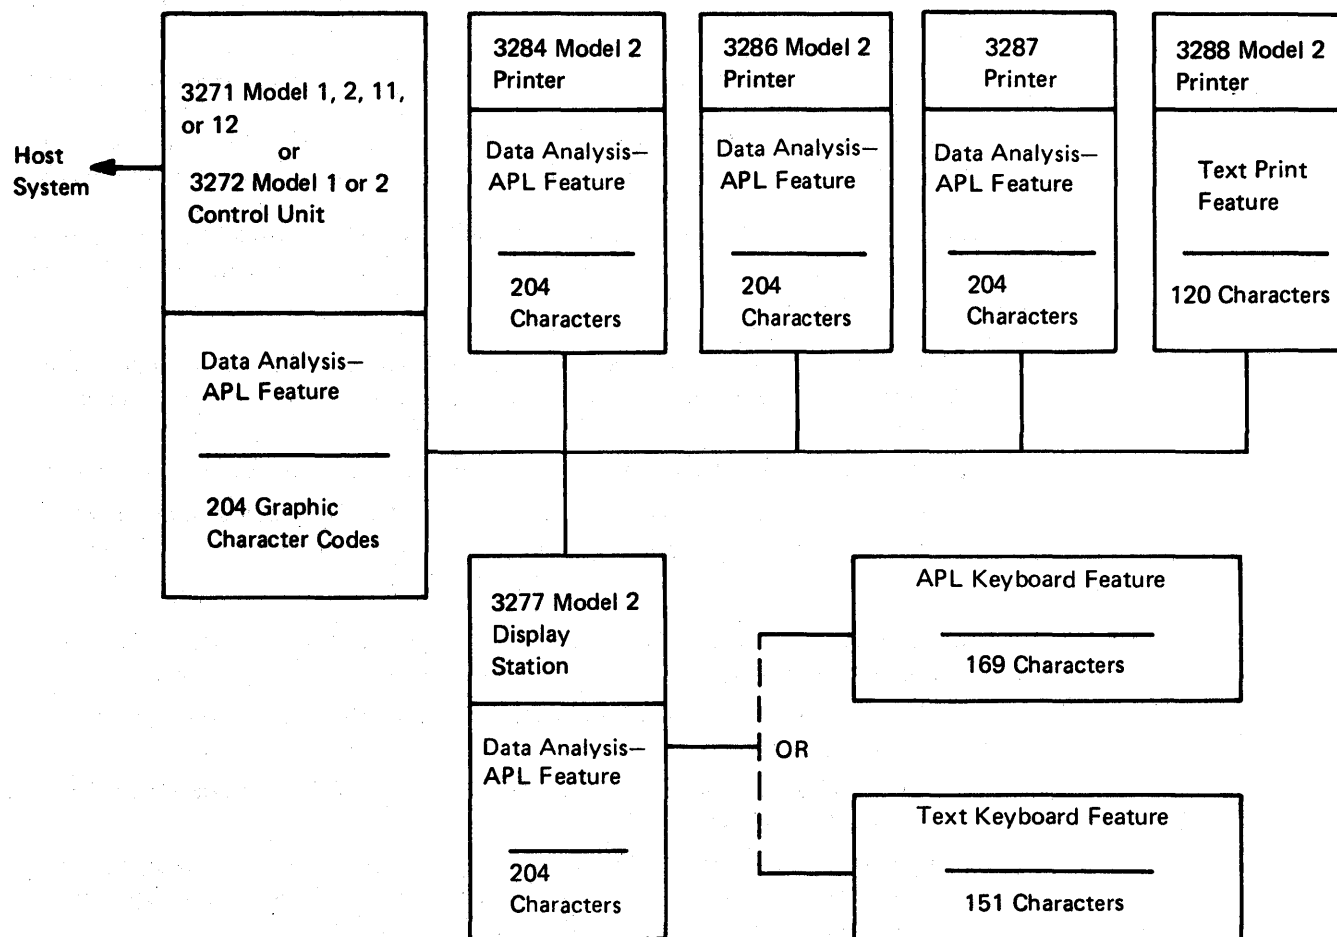 Host
System
3271 Model 1, 2, 11,
or 12
or
3272 Model 1 or 2
Control Unit
Data Analysis—
APL Feature
204 Graphic
Character Codes
3284 Model 2
Printer
Data Analysis—
APL Feature
204
Characters
3286 Model 2
Printer
Data Analysis—
APL Feature
204
Characters
3287
Printer
Data Analysis—
APL Feature
204
Characters
3288 Model 2
Printer
Text Print
Feature
120 Characters
3277 Model 2
Display
Station
Data Analysis—
APL Feature
204
Characters
OR
APL Keyboard Feature
169 Characters
Text Keyboard Feature
151 Characters